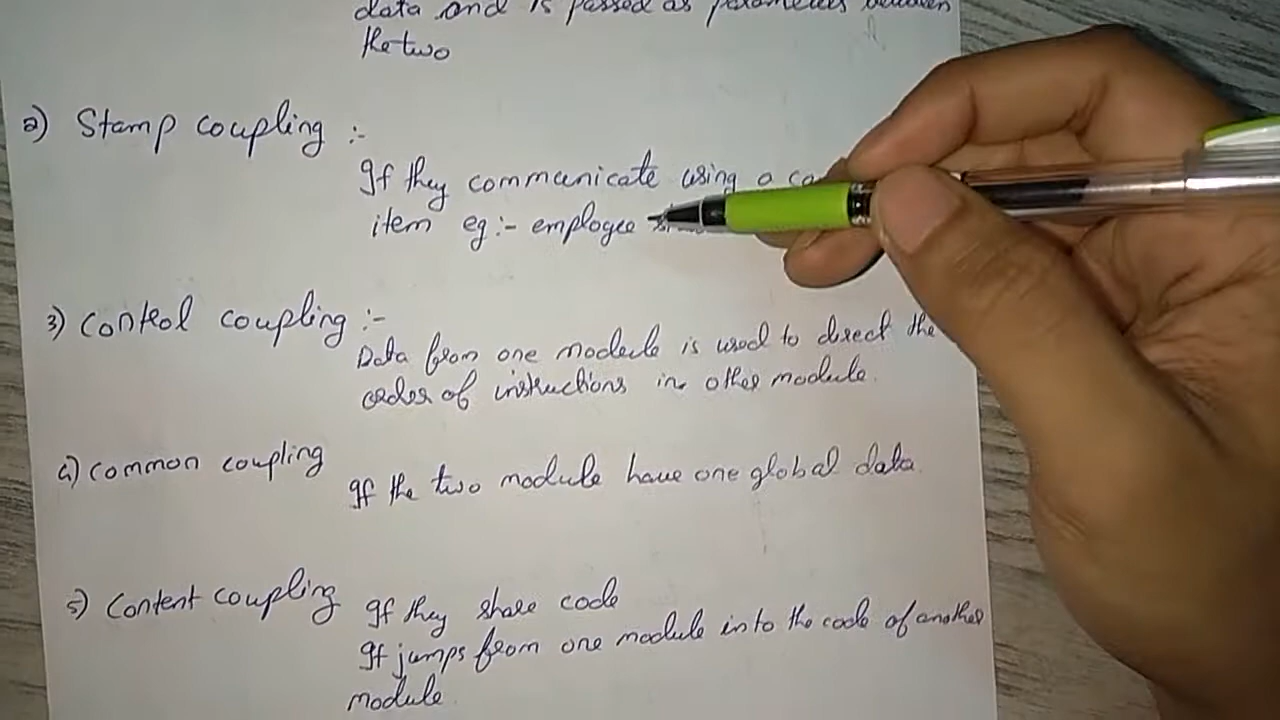 data and is passed as parameters between
the two
2) Stamp coupling :-
If they communicate using a
item eg:- employee
3) Control coupling :-
Data from one module is used to direct the
order of instructions in other module.
4) common coupling
If the two module have one global data.
5) Content coupling
If they share code
If jumps from one module into the code of another
module.